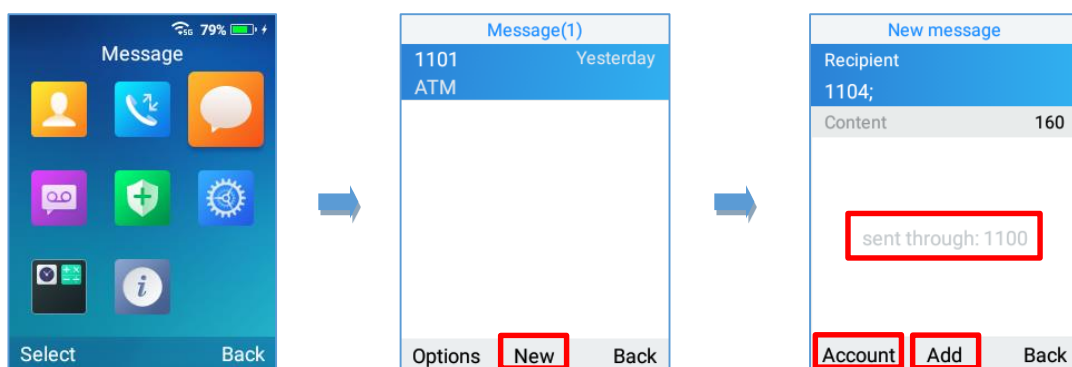 5G 79%
Message
Select Back
Message(1)
1101 Yesterday
ATM
Options New Back
New message
Recipient
1104;
Content 160
sent through: 1100
Account Add Back